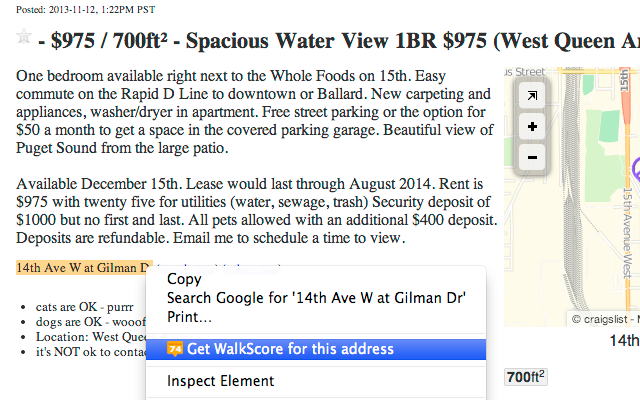 Posted: 2013-11-12, 1:22PM PST
- $975 / 700ft² - Spacious Water View 1BR $975 (West Queen
One bedroom available right next to the Whole Foods on 15th. Easy
commute on the Rapid D Line to downtown or Ballard. New carpeting and
appliances, washer/dryer in apartment. Free street parking or the option for
$50 a month to get a space in the covered parking garage. Beautiful view of
Puget Sound from the large patio.
Available December 15th. Lease would last through August 2014. Rent is
$975 with twenty five for utilities (water, sewage, trash) Security deposit of
$1000 but no first and last. All pets allowed with an additional $400 deposit.
Deposits are refundable. Email me to schedule a time to view.
14th Ave W at Gilman D
cats are OK - purrr
dogs are OK - wooof
Location: West Quee
it's NOT ok to conta
Copy
Search Google for '14th Ave W at Gilman Dr'
Print...
74 Get WalkScore for this address
Inspect Element
us Street
15th
15th Avenue West
+
−
© craigslist - M
14th
700ft²